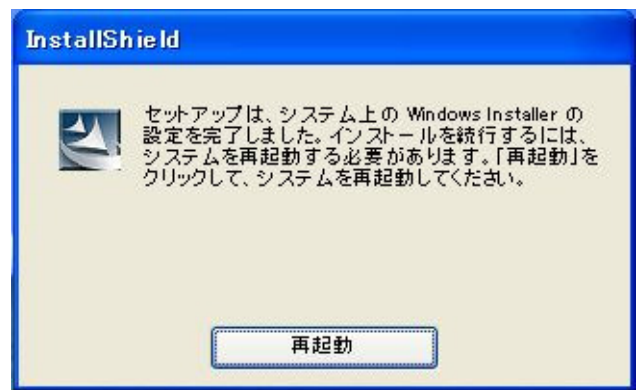 InstallShield
セットアップは、システム上の Windows Installer の
設定を完了しました。インストールを続行するには、
システムを再起動する必要があります。「再起動」を
クリックして、システムを再起動してください。
再起動